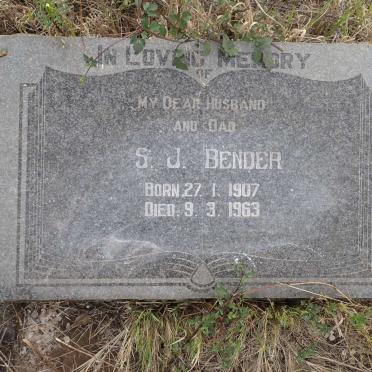 In Loving Memory
of
My Dear Husband
and Dad
S. J. Bender
Born. 27. 1. 1907
Died. 9. 3. 1963